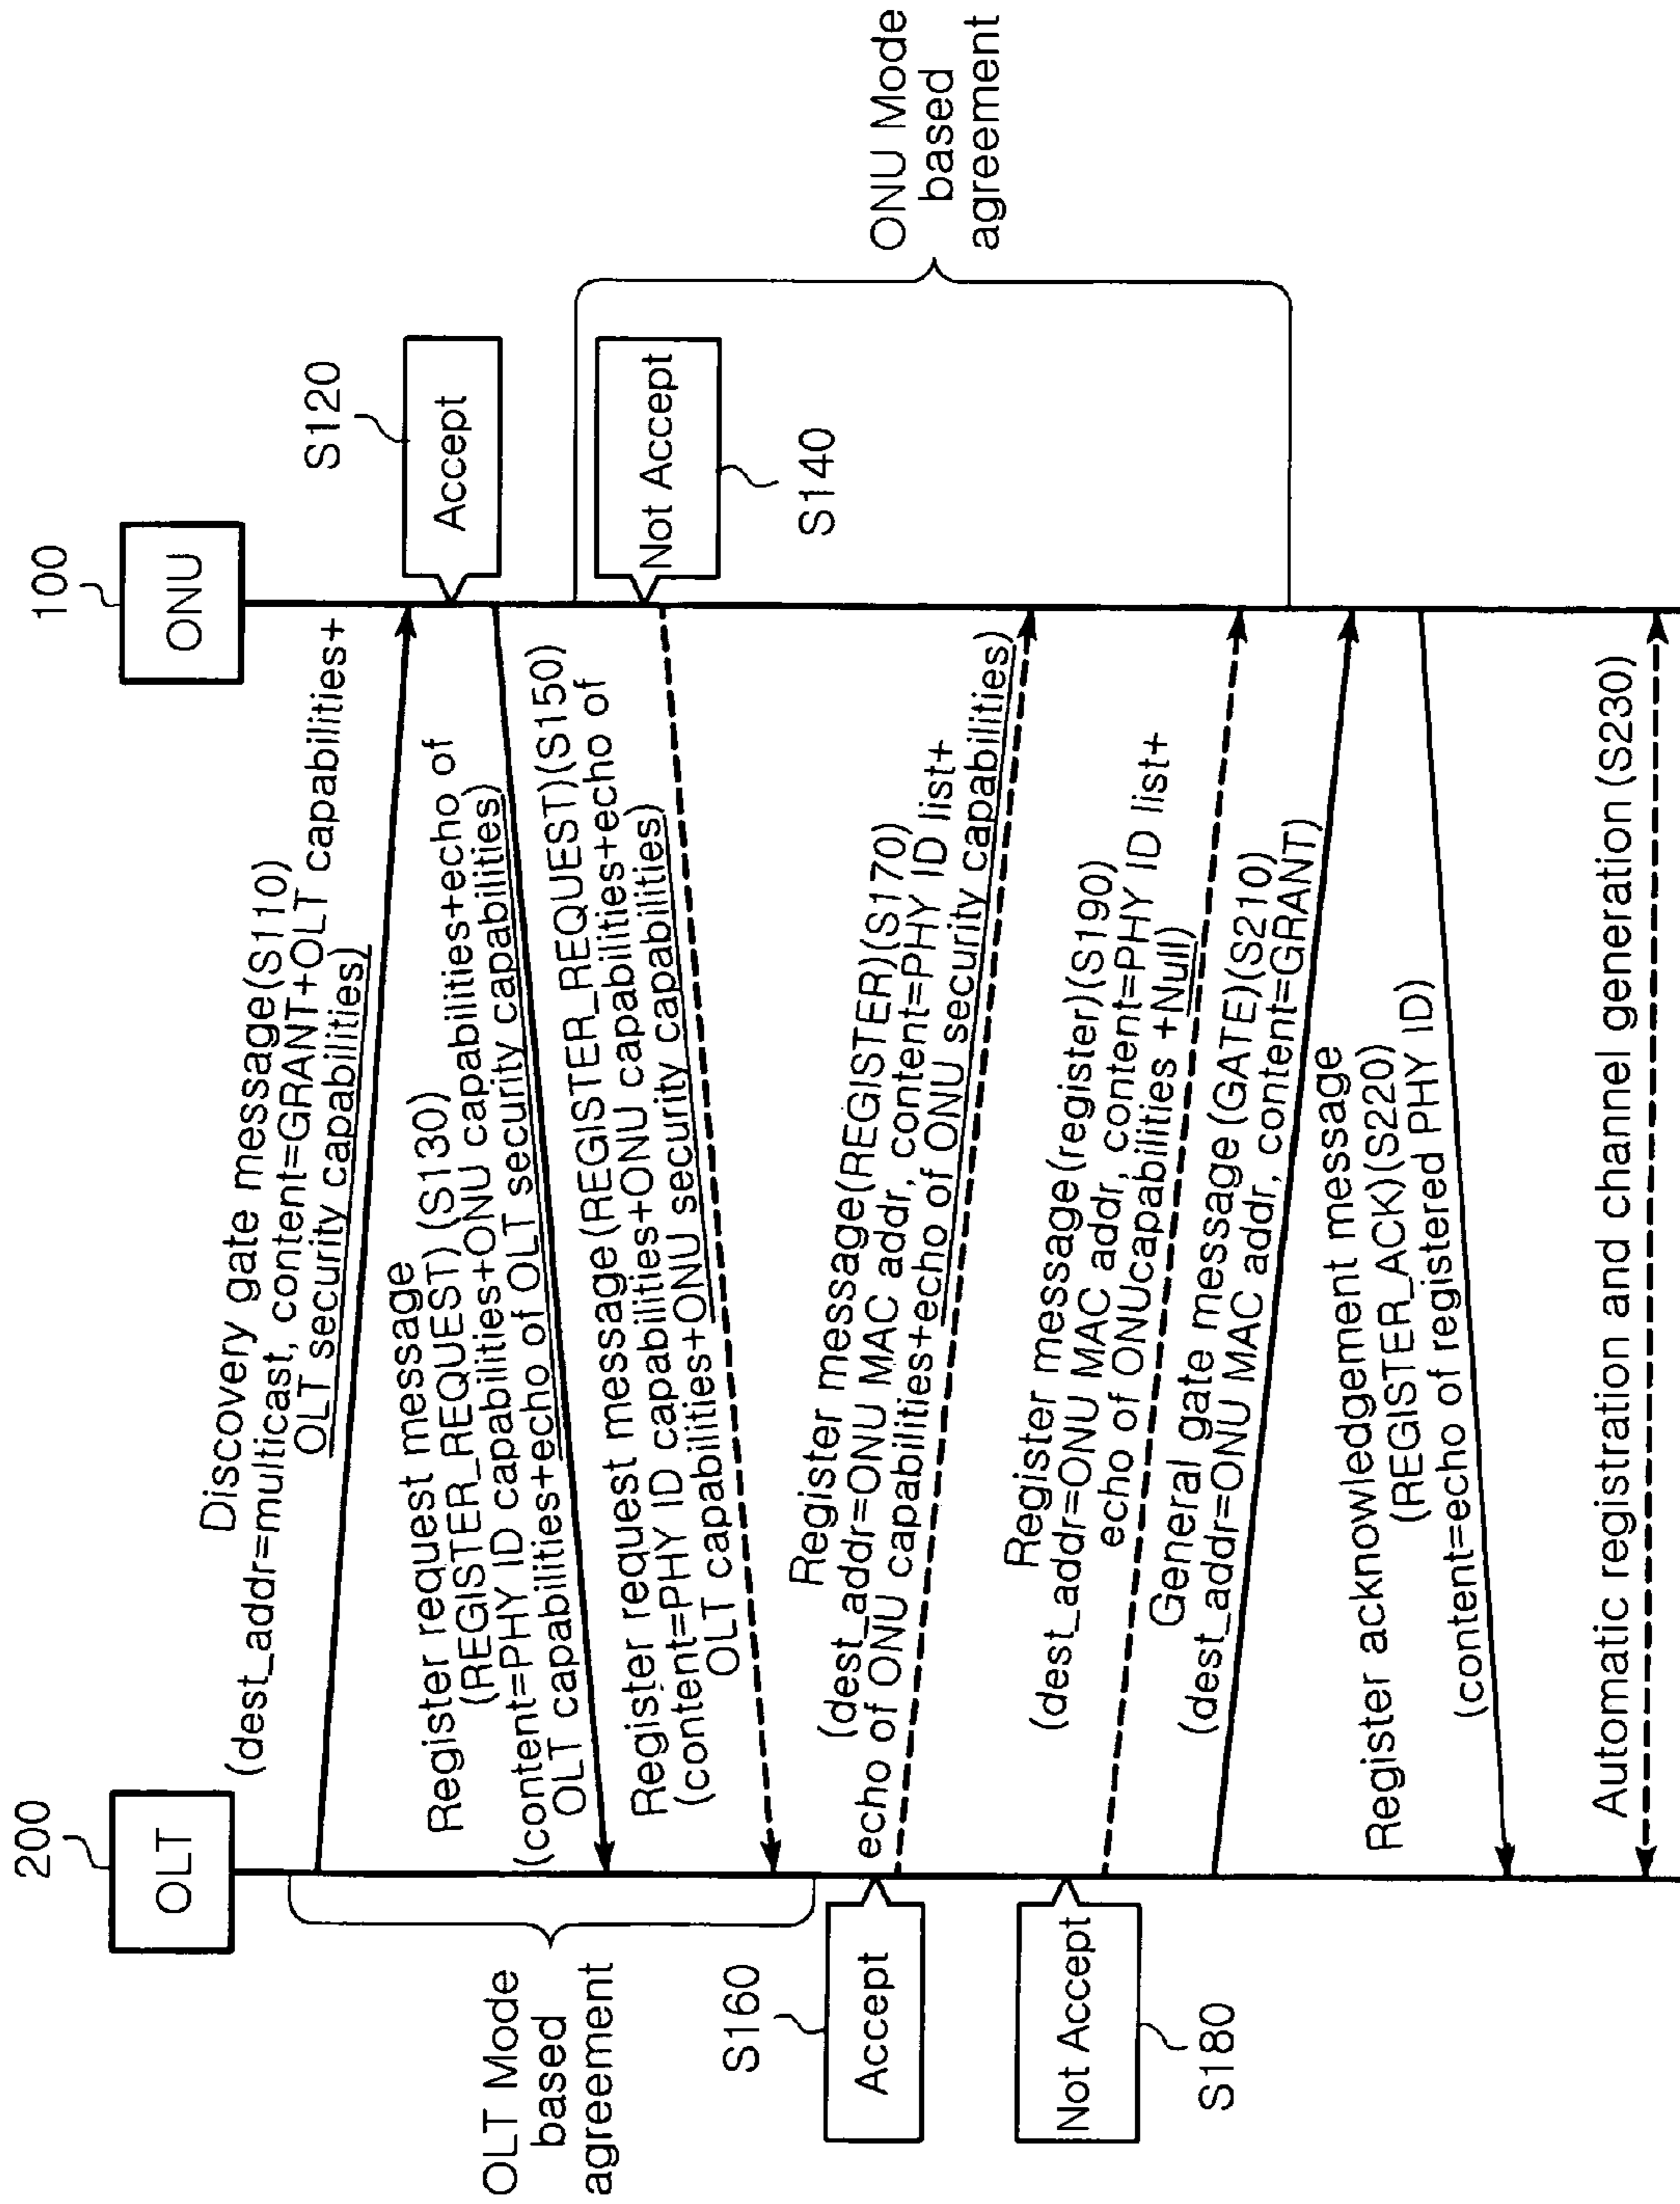 200
OLT
100
ONU
Discovery gate message(S110)
(dest_addr=multicast, content=GRANT+OLT capabilities+
OLT security capabilities)
S120
Accept
Register request message
(REGISTER_REQUEST) (S130)
(content=PHY ID capabilities+ONU capabilities+echo of
OLT capabilities+echo of OLT security capabilities)
OLT Mode
based
agreement
Not Accept
S140
Register request message(REGISTER_REQUEST)(S150)
(content=PHY ID capabilities+ONU capabilities+echo of
OLT capabilities+ONU security capabilities)
ONU Mode
based
agreement
S160
Accept
Register message(REGISTER)(S170)
(dest_addr=ONU MAC addr, content=PHY ID list+
echo of ONU capabilities+echo of ONU security capabilities)
Not Accept
S180
Register message(register)(S190)
(dest_addr=ONU MAC addr, content=PHY ID list+
echo of ONUcapabilities +Null)
General gate message(GATE)(S210)
(dest_addr=ONU MAC addr, content=GRANT)
Register acknowledgement message
(REGISTER_ACK)(S220)
(content=echo of registered PHY ID)
Automatic registration and channel generation(S230)